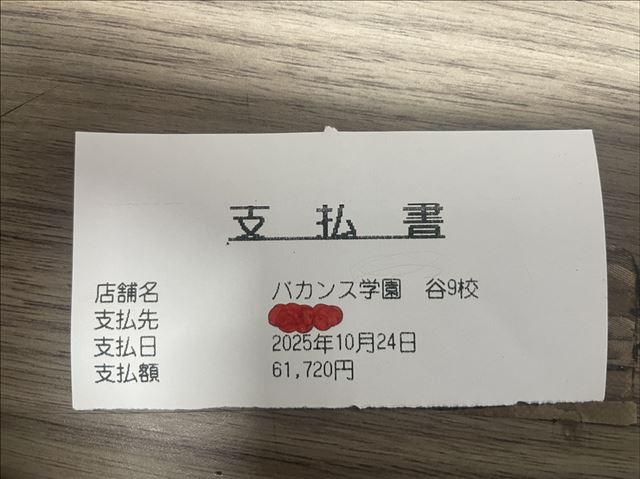 支払書
店舗名 バカンス学園 谷9校
支払先
支払日 2025年10月24日
支払額 61,720円